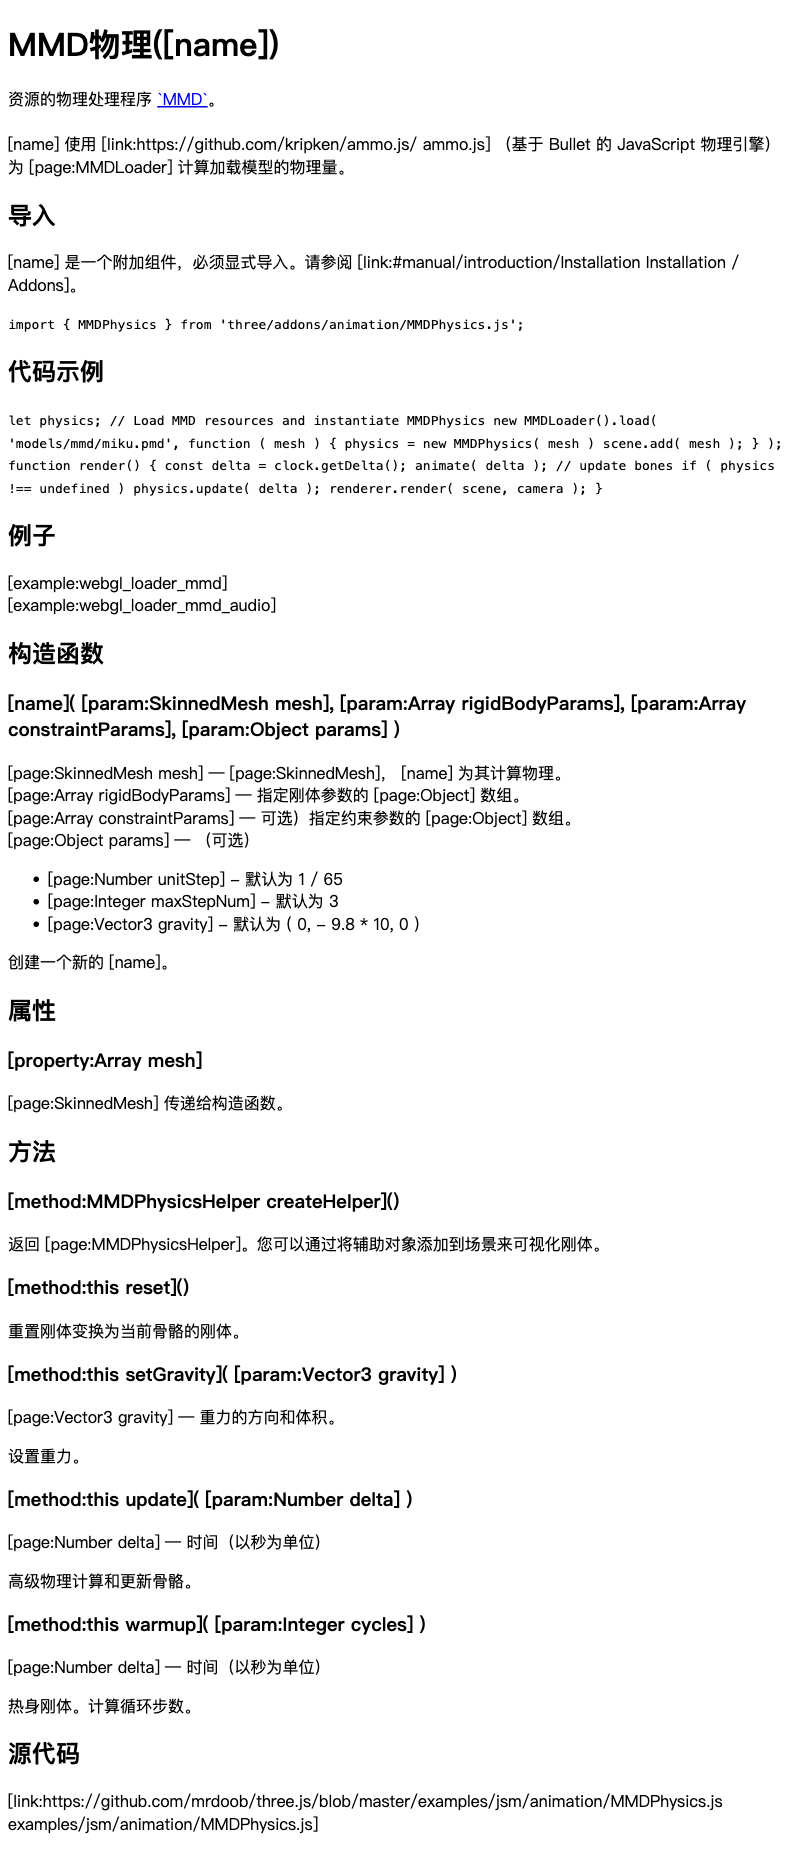 MMD物理([name])
资源的物理处理程序 `MMD`。
[name] 使用 [link:https://github.com/kripken/ammo.js/ ammo.js] （基于 Bullet 的 JavaScript 物理引擎）
为 [page:MMDLoader] 计算加载模型的物理量。
导入
[name] 是一个附加组件，必须显式导入。请参阅 [link:#manual/introduction/Installation Installation /
Addons]。
import { MMDPhysics } from 'three/addons/animation/MMDPhysics.js';
代码示例
let physics; // Load MMD resources and instantiate MMDPhysics new MMDLoader().load(
'models/mmd/miku.pmd', function ( mesh ) { physics = new MMDPhysics( mesh ) scene.add( mesh ); } );
function render() { const delta = clock.getDelta(); animate( delta ); // update bones if ( physics
!== undefined ) physics.update( delta ); renderer.render( scene, camera ); }
例子
[example:webgl_loader_mmd]
[example:webgl_loader_mmd_audio]
构造函数
[name]( [param:SkinnedMesh mesh], [param:Array rigidBodyParams], [param:Array
constraintParams], [param:Object params] )
[page:SkinnedMesh mesh] — [page:SkinnedMesh]， [name] 为其计算物理。
[page:Array rigidBodyParams] — 指定刚体参数的 [page:Object] 数组。
[page:Array constraintParams] — 可选）指定约束参数的 [page:Object] 数组。
[page:Object params] — （可选）
• [page:Number unitStep] - 默认为 1 / 65
• [page:Integer maxStepNum] - 默认为 3
• [page:Vector3 gravity] - 默认为 ( 0, - 9.8 * 10, 0 )
创建一个新的 [name]。
属性
[property:Array mesh]
[page:SkinnedMesh] 传递给构造函数。
方法
[method:MMDPhysicsHelper createHelper]()
返回 [page:MMDPhysicsHelper]。您可以通过将辅助对象添加到场景来可视化刚体。
[method:this reset]()
重置刚体变换为当前骨骼的刚体。
[method:this setGravity]( [param:Vector3 gravity] )
[page:Vector3 gravity] — 重力的方向和体积。
设置重力。
[method:this update]( [param:Number delta] )
[page:Number delta] — 时间（以秒为单位）
高级物理计算和更新骨骼。
[method:this warmup]( [param:Integer cycles] )
[page:Number delta] — 时间（以秒为单位）
热身刚体。计算循环步数。
源代码
[link:https://github.com/mrdoob/three.js/blob/master/examples/jsm/animation/MMDPhysics.js
examples/jsm/animation/MMDPhysics.js]